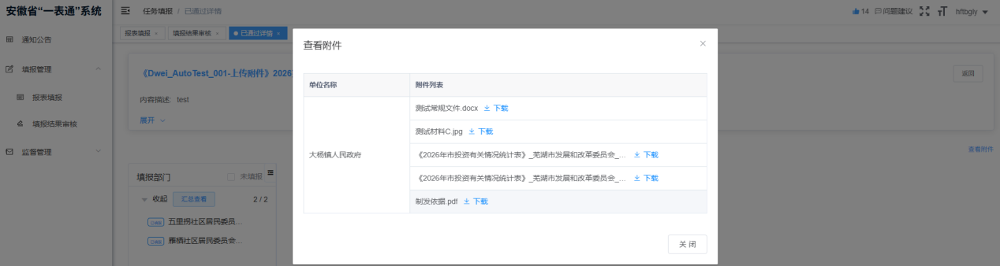 安徽省“一表通”系统
任务填报 / 已通过详情
14 问题建议 hftbgly
通知公告
填报管理
报表填报
填报结果审核
监督管理
报表填报 × 填报结果审核 × 已通过详情 ×
《Dwei_AutoTest_001-上传附件》2026
返回
内容描述: test
展开
查看附件
填报部门 未填报
收起 汇总查看 2 / 2
五里拐社区居民委员...
雁栖社区居民委员会...
查看附件
单位名称 附件列表
大杨镇人民政府
测试常规文件.docx 下载
测试材料C.jpg 下载
《2026年市投资有关情况统计表》_芜湖市发展和改革委员会_... 下载
《2026年市投资有关情况统计表》_芜湖市发展和改革委员会_... 下载
制发依据.pdf 下载
关 闭